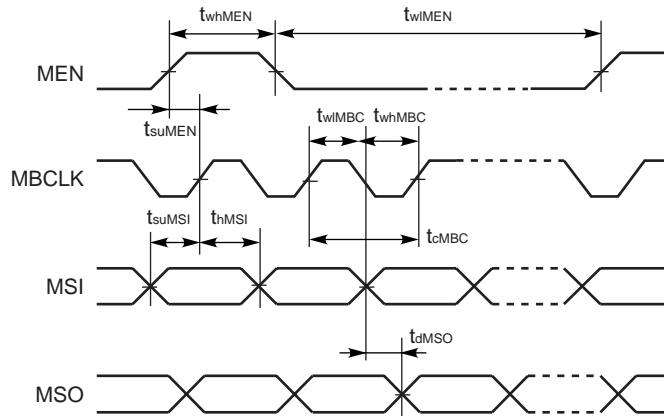 twhMEN
twlMEN
MEN
tsuMEN
twlMBC
twhMBC
MBCLK
tsuMSI
thMSI
tcMBC
MSI
tdMSO
MSO